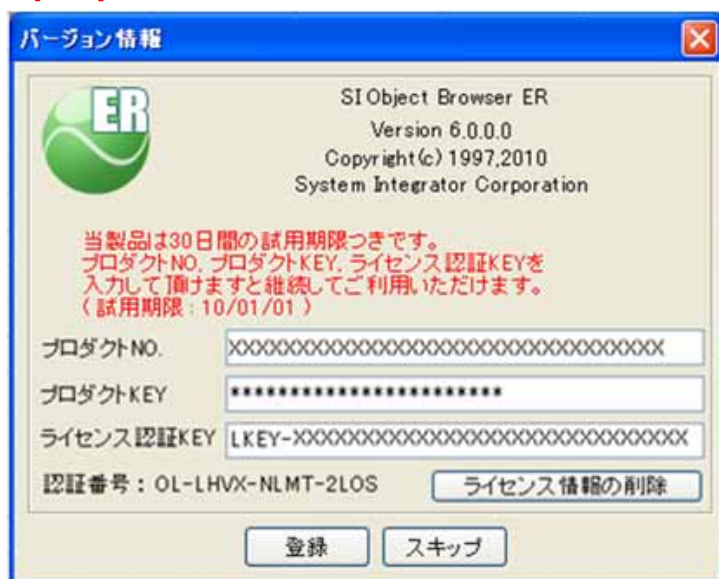 バージョン情報
ER
SI Object Browser ER
Version 6.0.0.0
Copyright(c) 1997,2010
System Integrator Corporation
当製品は30日間の試用期限つきです。
プロダクトNO, プロダクトKEY, ライセンス認証KEYを
入力して頂けますと継続してご利用いただけます。
( 試用期限 : 10/01/01 )
プロダクトNO. XXXXXXXXXXXXXXXXXXXXXXXXXXXXXXXXXX
プロダクトKEY ************************
ライセンス認証KEY LKEY-XXXXXXXXXXXXXXXXXXXXXXXXXXXXXX
認証番号：OL-LHVX-NLMT-2LOS ライセンス情報の削除
登録 スキップ